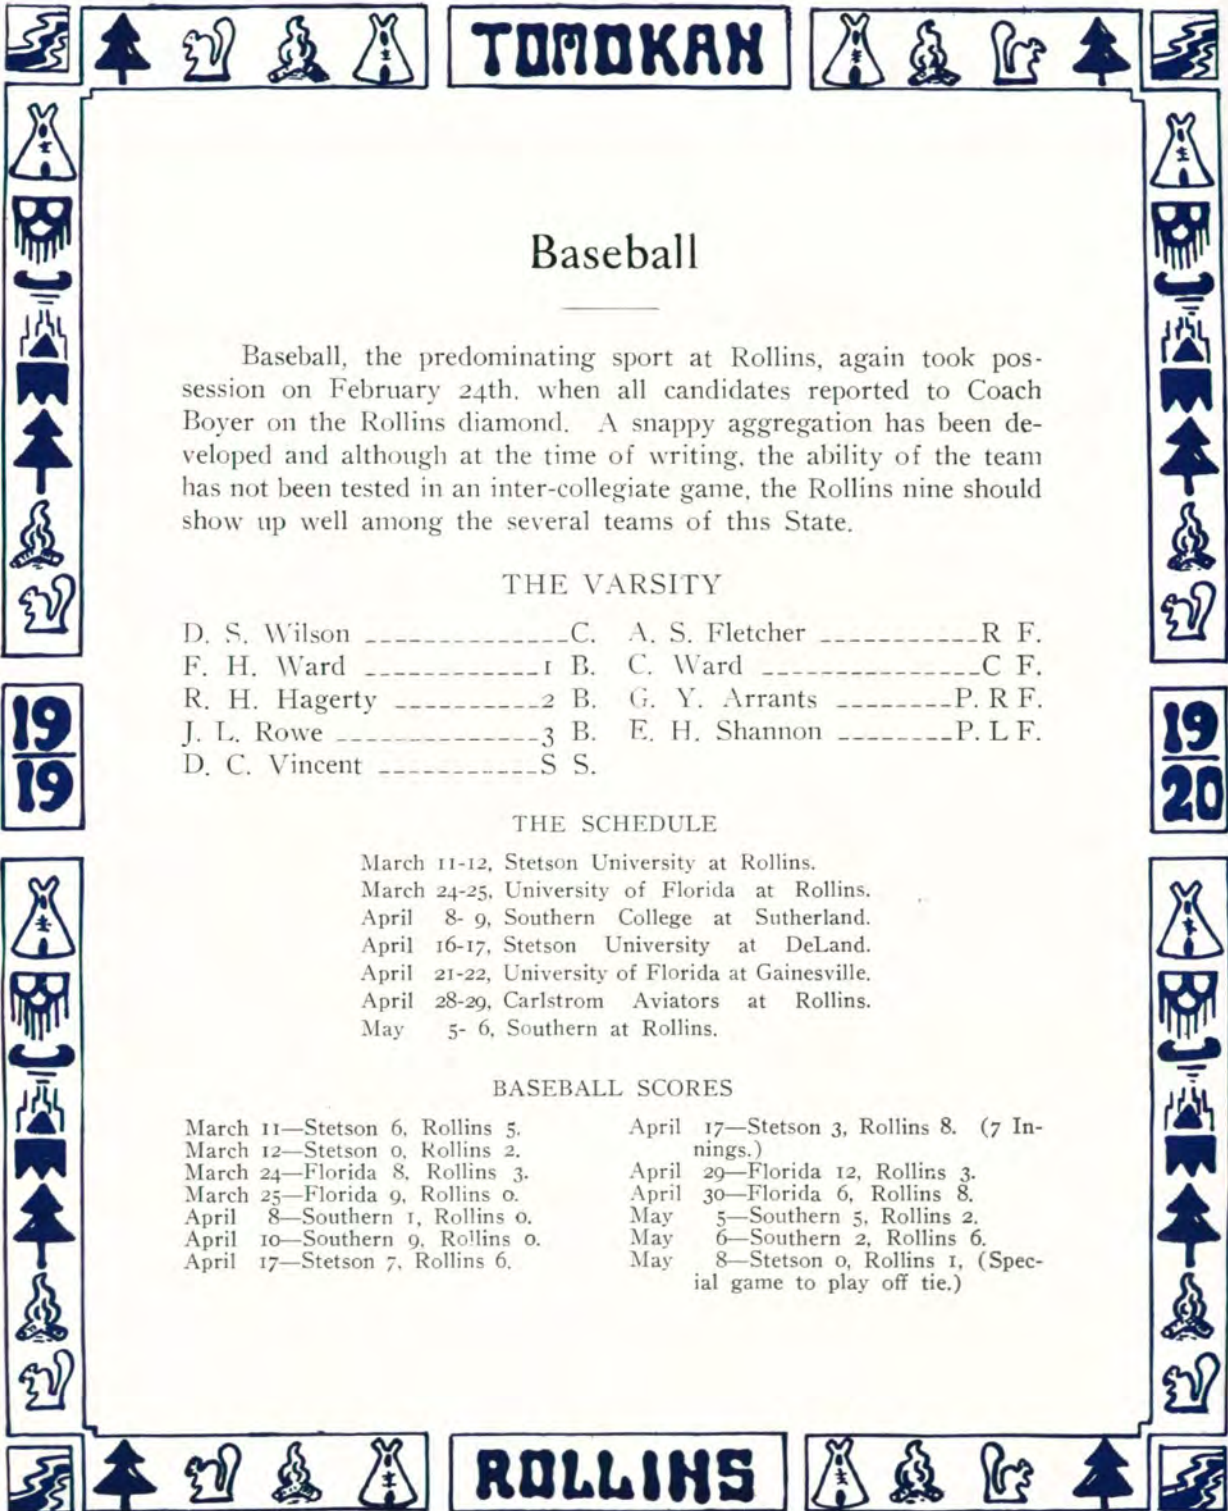 TOMOKAN
Baseball
Baseball, the predominating sport at Rollins, again took pos-
session on February 24th, when all candidates reported to Coach
Boyer on the Rollins diamond. A snappy aggregation has been de-
veloped and although at the time of writing, the ability of the team
has not been tested in an inter-collegiate game, the Rollins nine should
show up well among the several teams of this State.
THE VARSITY
D. S. Wilson ______________C.
F. H. Ward ____________1 B.
R. H. Hagerty __________2 B.
J. L. Rowe ______________3 B.
D. C. Vincent ___________S S.
A. S. Fletcher ___________R F.
C. Ward _______________C F.
G. Y. Arrants ________P. R F.
E. H. Shannon ________P. L F.
19
19
19
20
THE SCHEDULE
March 11-12, Stetson University at Rollins.
March 24-25, University of Florida at Rollins.
April 8- 9, Southern College at Sutherland.
April 16-17, Stetson University at DeLand.
April 21-22, University of Florida at Gainesville.
April 28-29, Carlstrom Aviators at Rollins.
May 5- 6, Southern at Rollins.
BASEBALL SCORES
March 11—Stetson 6, Rollins 5.
March 12—Stetson 0, Rollins 2.
March 24—Florida 8, Rollins 3.
March 25—Florida 9, Rollins 0.
April 8—Southern 1, Rollins 0.
April 10—Southern 9, Rollins 0.
April 17—Stetson 7, Rollins 6.
April 17—Stetson 3, Rollins 8. (7 In-
nings.)
April 29—Florida 12, Rollins 3.
April 30—Florida 6, Rollins 8.
May 5—Southern 5, Rollins 2.
May 6—Southern 2, Rollins 6.
May 8—Stetson 0, Rollins 1, (Spec-
ial game to play off tie.)
ROLLINS